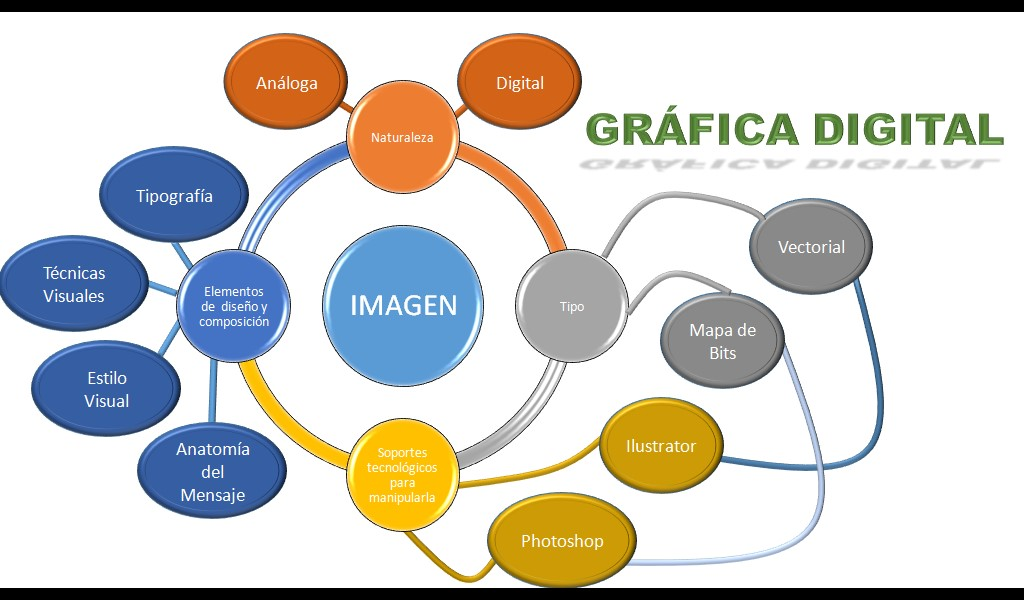 GRÁFICA DIGITAL
Análoga
Digital
Naturaleza
Tipografía
Técnicas
Visuales
Estilo
Visual
Anatomía
del
Mensaje
Elementos
de diseño y
composición
IMAGEN
Tipo
Vectorial
Mapa de
Bits
Soportes
tecnológicos
para
manipularla
Ilustrator
Photoshop